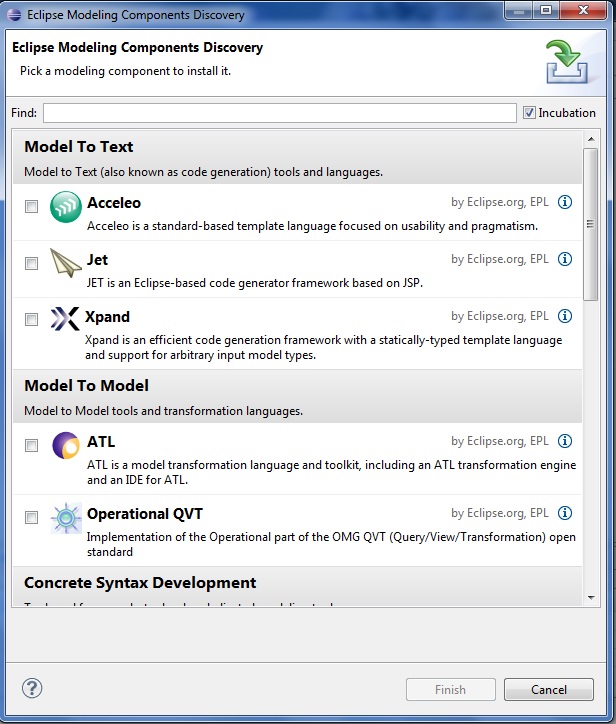 Eclipse Modeling Components Discovery
Eclipse Modeling Components Discovery
Pick a modeling component to install it.
Find:
Incubation
Model To Text
Model to Text (also known as code generation) tools and languages.
Acceleo by Eclipse.org, EPL
Acceleo is a standard-based template language focused on usability and pragmatism.
Jet by Eclipse.org, EPL
JET is an Eclipse-based code generator framework based on JSP.
Xpand by Eclipse.org, EPL
Xpand is an efficient code generation framework with a statically-typed template language
and support for arbitrary input model types.
Model To Model
Model to Model tools and transformation languages.
ATL by Eclipse.org, EPL
ATL is a model transformation language and toolkit, including an ATL transformation engine
and an IDE for ATL.
Operational QVT by Eclipse.org, EPL
Implementation of the Operational part of the OMG QVT (Query/View/Transformation) open
standard
Concrete Syntax Development
Finish Cancel